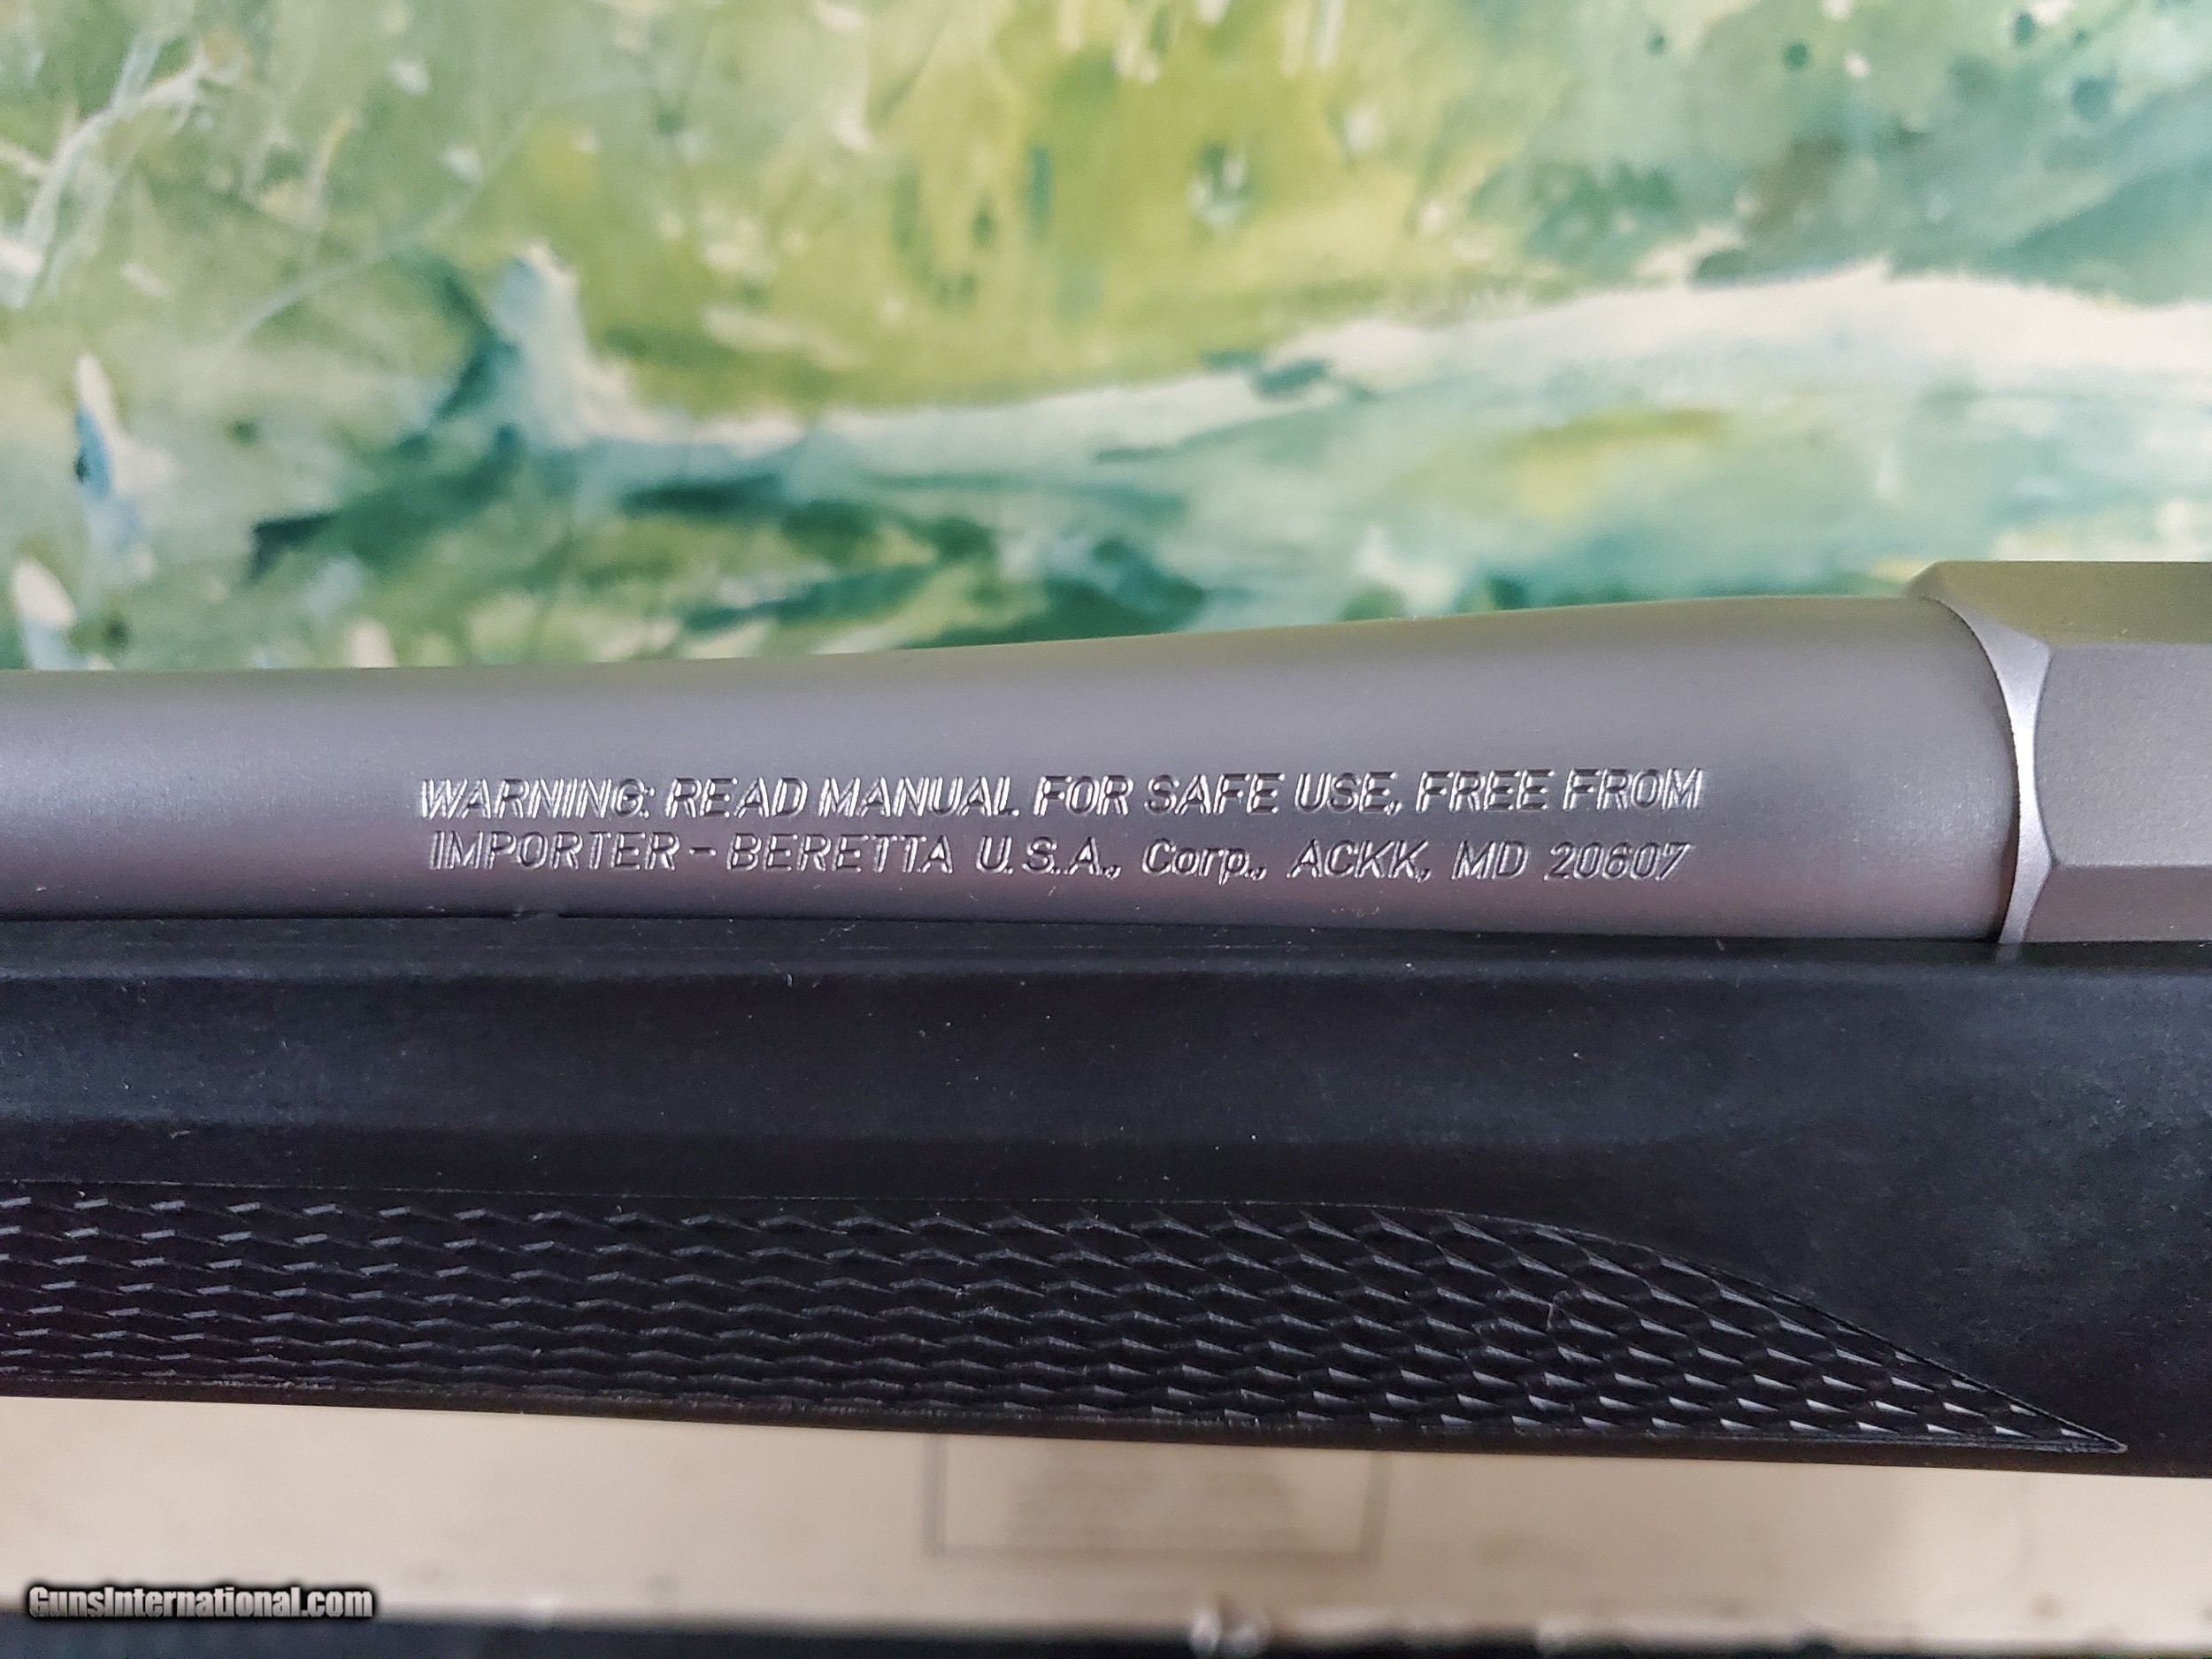 WARNING: READ MANUAL FOR SAFE USE, FREE FROM
IMPORTER - BERETTA U.S.A., Corp., ACKK, MD 20607
GunsInternational.com